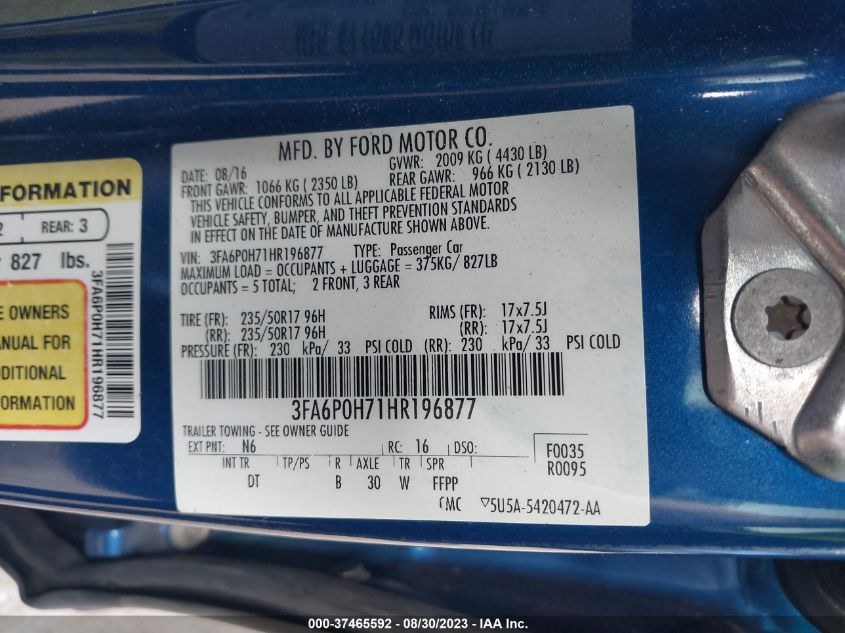 MFD. BY FORD MOTOR CO.
DATE: 08/16 GVWR: 2009 KG ( 4430 LB)
FRONT GAWR: 1066 KG ( 2350 LB) REAR GAWR: 966 KG ( 2130 LB)
THIS VEHICLE CONFORMS TO ALL APPLICABLE FEDERAL MOTOR
VEHICLE SAFETY, BUMPER, AND THEFT PREVENTION STANDARDS
IN EFFECT ON THE DATE OF MANUFACTURE SHOWN ABOVE.
VIN: 3FA6P0H71HR196877 TYPE: Passenger Car
MAXIMUM LOAD = OCCUPANTS + LUGGAGE = 375KG/ 827LB
OCCUPANTS = 5 TOTAL; 2 FRONT, 3 REAR
TIRE (FR): 235/50R17 96H RIMS (FR): 17x7.5J
(RR): 235/50R17 96H (RR): 17x7.5J
PRESSURE (FR): 230 kPa/ 33 PSI COLD (RR): 230 kPa/ 33 PSI COLD
3FA6P0H71HR196877
TRAILER TOWING - SEE OWNER GUIDE
EXT PNT: N6 RC: 16 DSO: F0035
INT TR TP/PS R AXLE TR SPR R0095
DT B 30 W FFPP
5U5A-5420472-AA
FORMATION
2 REAR: 3
827 lbs.
E OWNERS
ANUAL FOR
DDITIONAL
FORMATION
3FA6P0H71HR196877
000-37465592 - 08/30/2023 - IAA Inc.